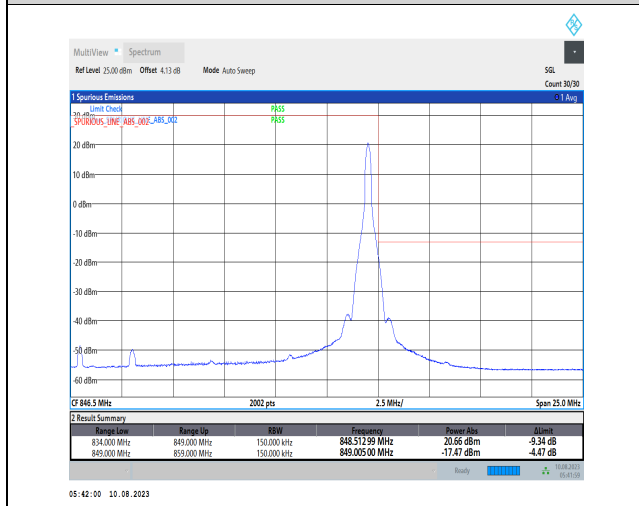 MultiView Spectrum
Ref Level 25.00 dBm Offset 4.13 dB Mode Auto Sweep SGL
Count 30/30
1 Spurious Emissions 1 Avg
Limit Check PASS
_SPURIOUS_LINE_ABS_002 _ABS_002 PASS
20 dBm
10 dBm
0 dBm
-10 dBm
-20 dBm
-30 dBm
-40 dBm
-50 dBm
-60 dBm
CF 846.5 MHz 2002 pts 2.5 MHz/ Span 25.0 MHz
2 Result Summary
Range Low Range Up RBW Frequency Power Abs ΔLimit
834.000 MHz 849.000 MHz 150.000 kHz 848.51299 MHz 20.66 dBm -9.34 dB
849.000 MHz 859.000 MHz 150.000 kHz 849.00500 MHz -17.47 dBm -4.47 dB
Ready 10.08.2023
05:41:59
05:42:00 10.08.2023